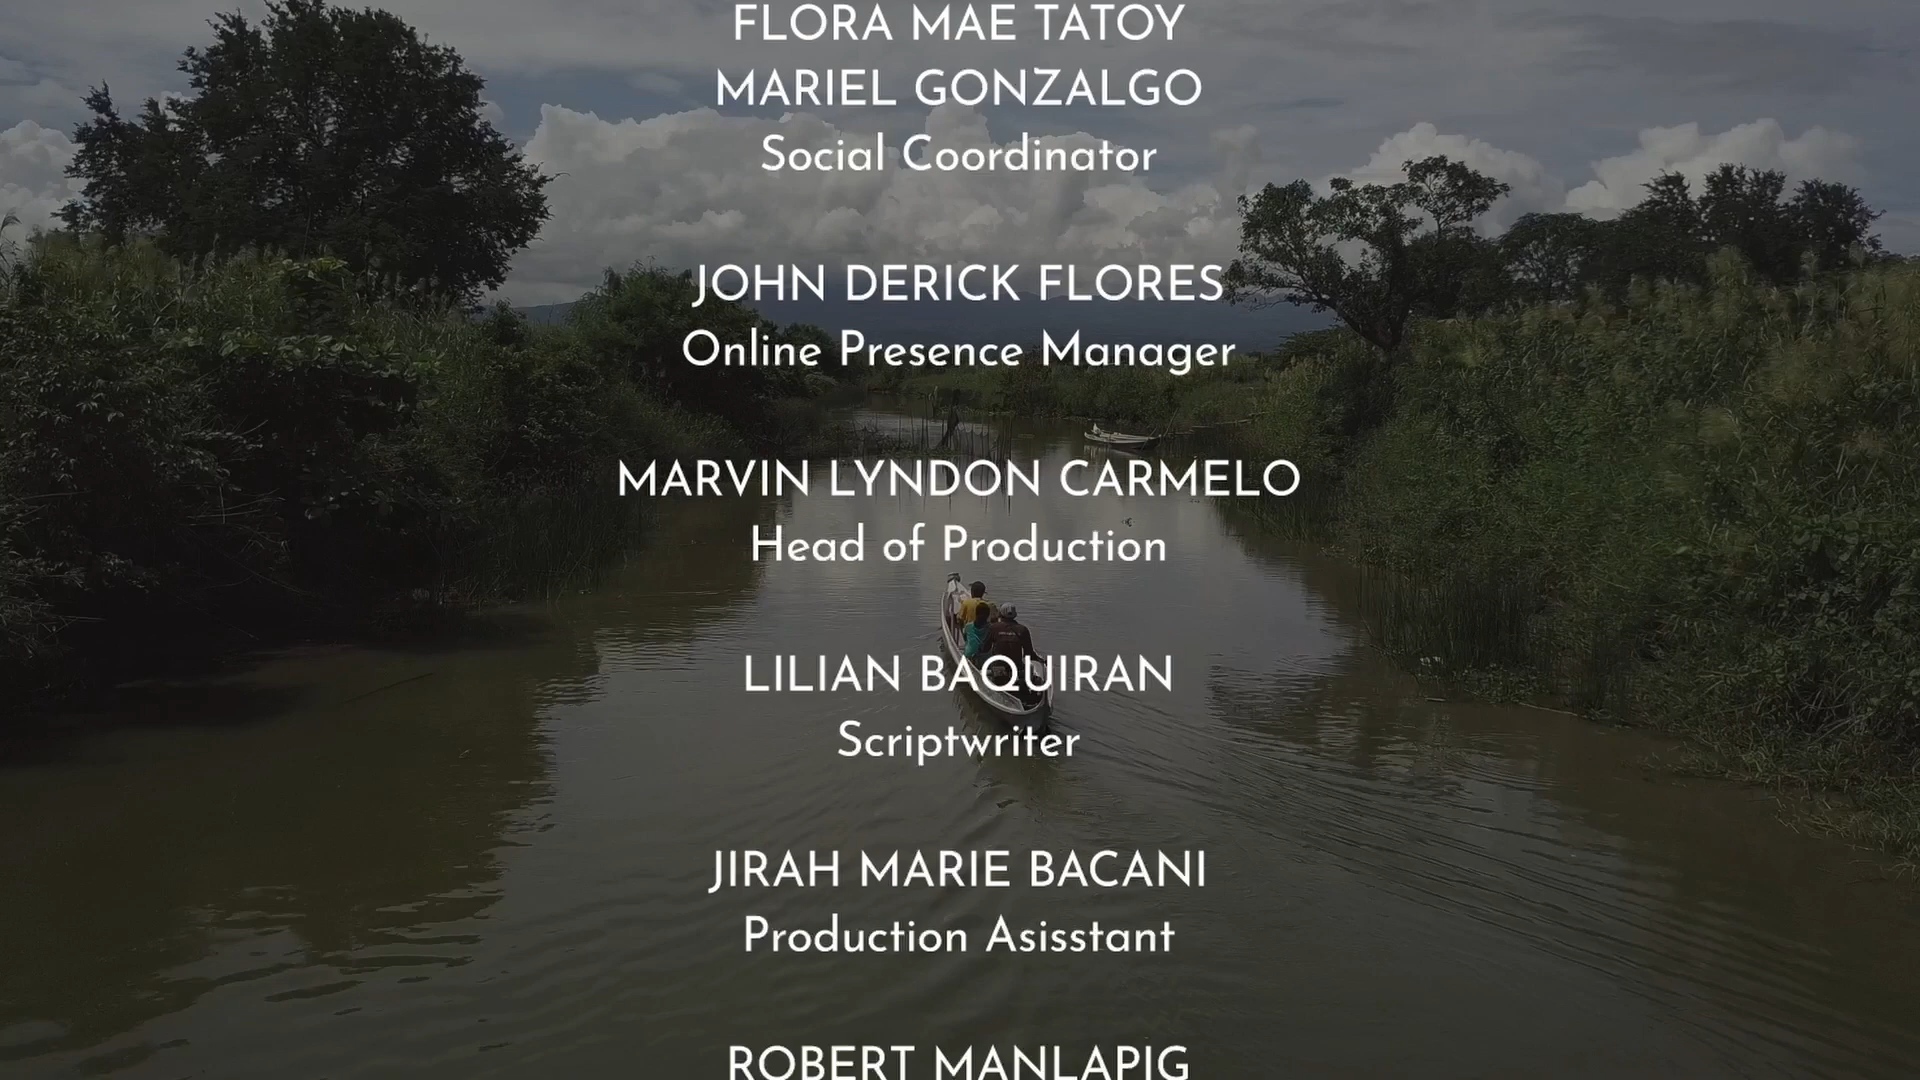 FLORA MAE TATOY
MARIEL GONZALGO
Social Coordinator
JOHN DERICK FLORES
Online Presence Manager
MARVIN LYNDON CARMELO
Head of Production
LILIAN BAQUIRAN
Scriptwriter
JIRAH MARIE BACANI
Production Asisstant
ROBERT MANLAPIG